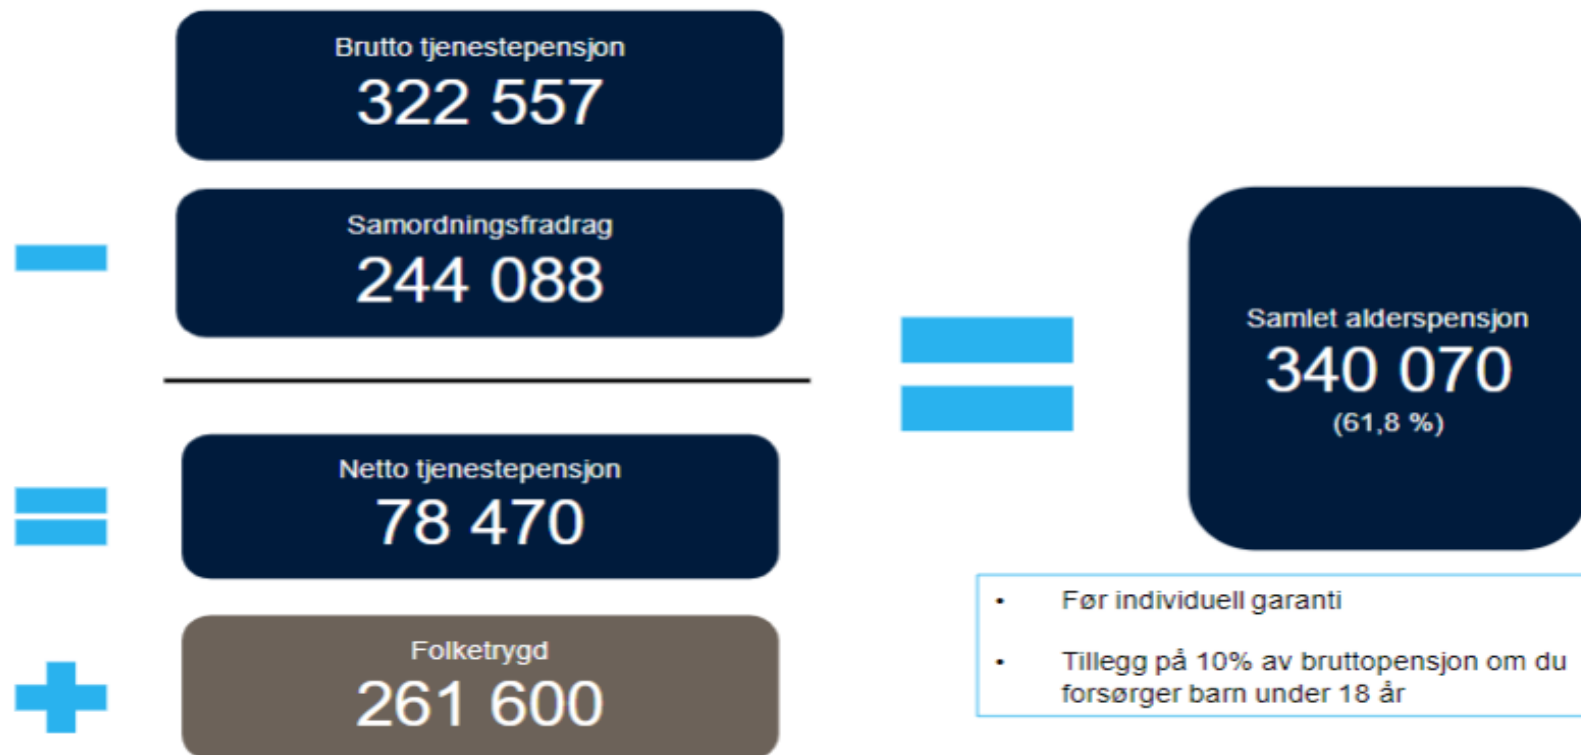 Brutto tjenestepensjon
322 557
Samordningsfradrag
244 088
Netto tjenestepensjon
78 470
Folketrygd
261 600
Samlet alderspensjon
340 070
(61,8 %)
• Før individuell garanti
• Tillegg på 10% av bruttopensjon om du
forsørger barn under 18 år